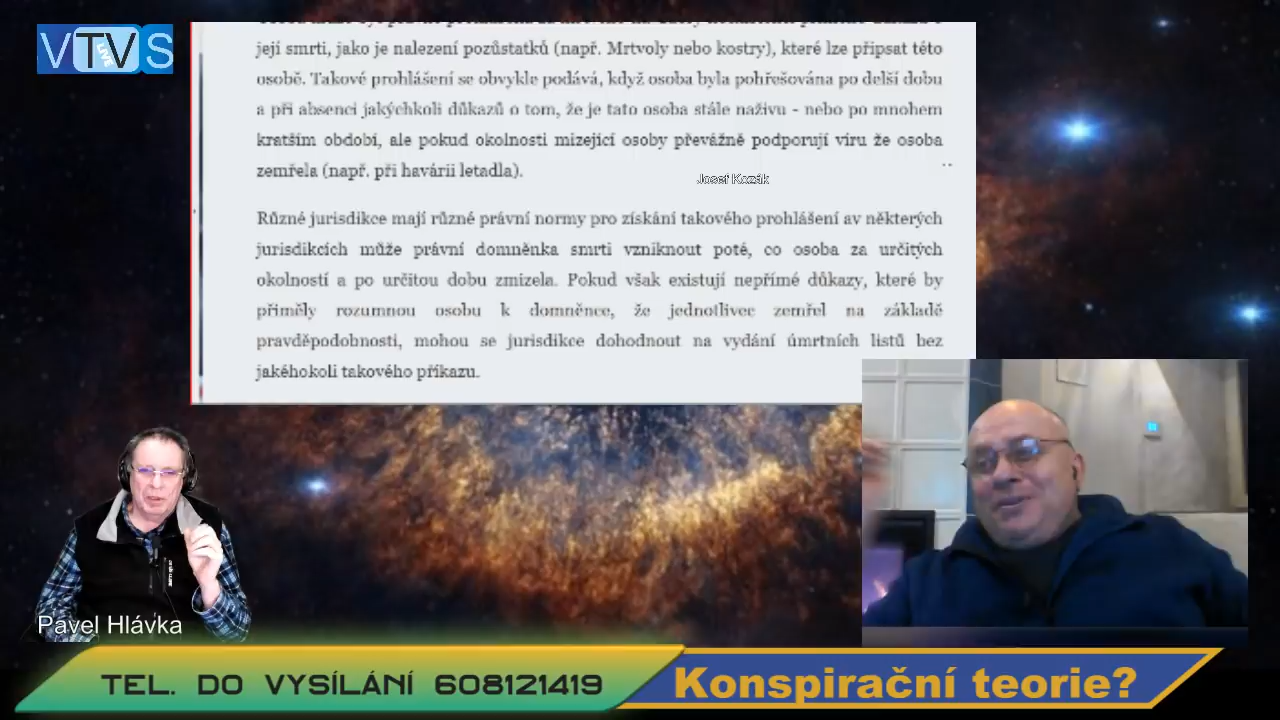 VTVS
LIVE
její smrti, jako je nalezení pozůstatků (např. Mrtvoly nebo kostry), které lze připsat této
osobě. Takové prohlášení se obvykle podává, když osoba byla pohřešována po delší dobu
a při absenci jakýchkoli důkazů o tom, že je tato osoba stále naživu - nebo po mnohem
kratším období, ale pokud okolnosti mizející osoby převážně podporují víru že osoba
zemřela (např. při havárii letadla).
Josef Kozák
Různé jurisdikce mají různé právní normy pro získání takového prohlášení av některých
jurisdikcích může právní domněnka smrti vzniknout poté, co osoba za určitých
okolností a po určitou dobu zmizela. Pokud však existují nepřímé důkazy, které by
přiměly rozumnou osobu k domněnce, že jednotlivec zemřel na základě
pravděpodobnosti, mohou se jurisdikce dohodnout na vydání úmrtních listů bez
jakéhokoli takového příkazu.
Pavel Hlávka
TEL. DO VYSÍLÁNÍ 608121419
Konspirační teorie?